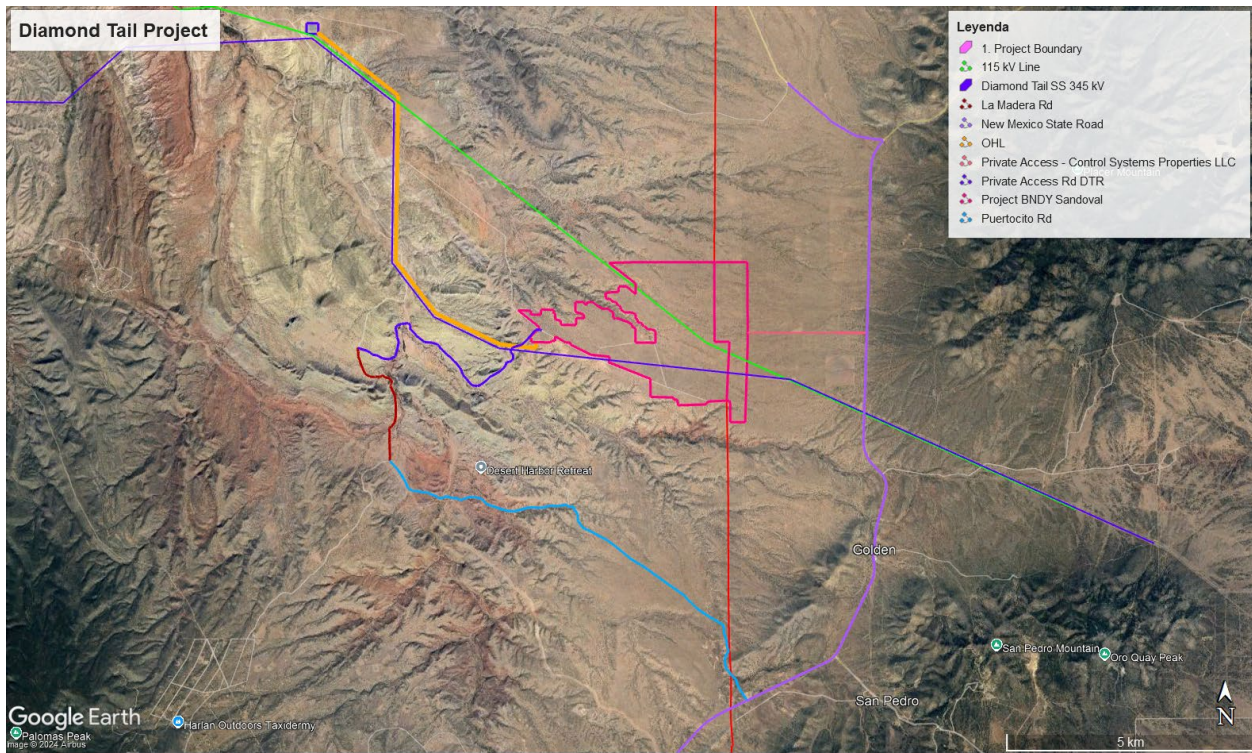 Diamond Tail Project
Leyenda
1. Project Boundary
115 kV Line
Diamond Tail SS 345 kV
La Madera Rd
New Mexico State Road
OHL
Private Access - Control Systems Properties LLC
Placer Mountain
Private Access Rd DTR
Project BNDY Sandoval
Puertocito Rd
Desert Harbor Retreat
Golden
San Pedro Mountain
Oro Quay Peak
San Pedro
Harlan Outdoors Taxidermy
Google Earth
Palomas Peak
Image © 2024 Airbus
N
5 km